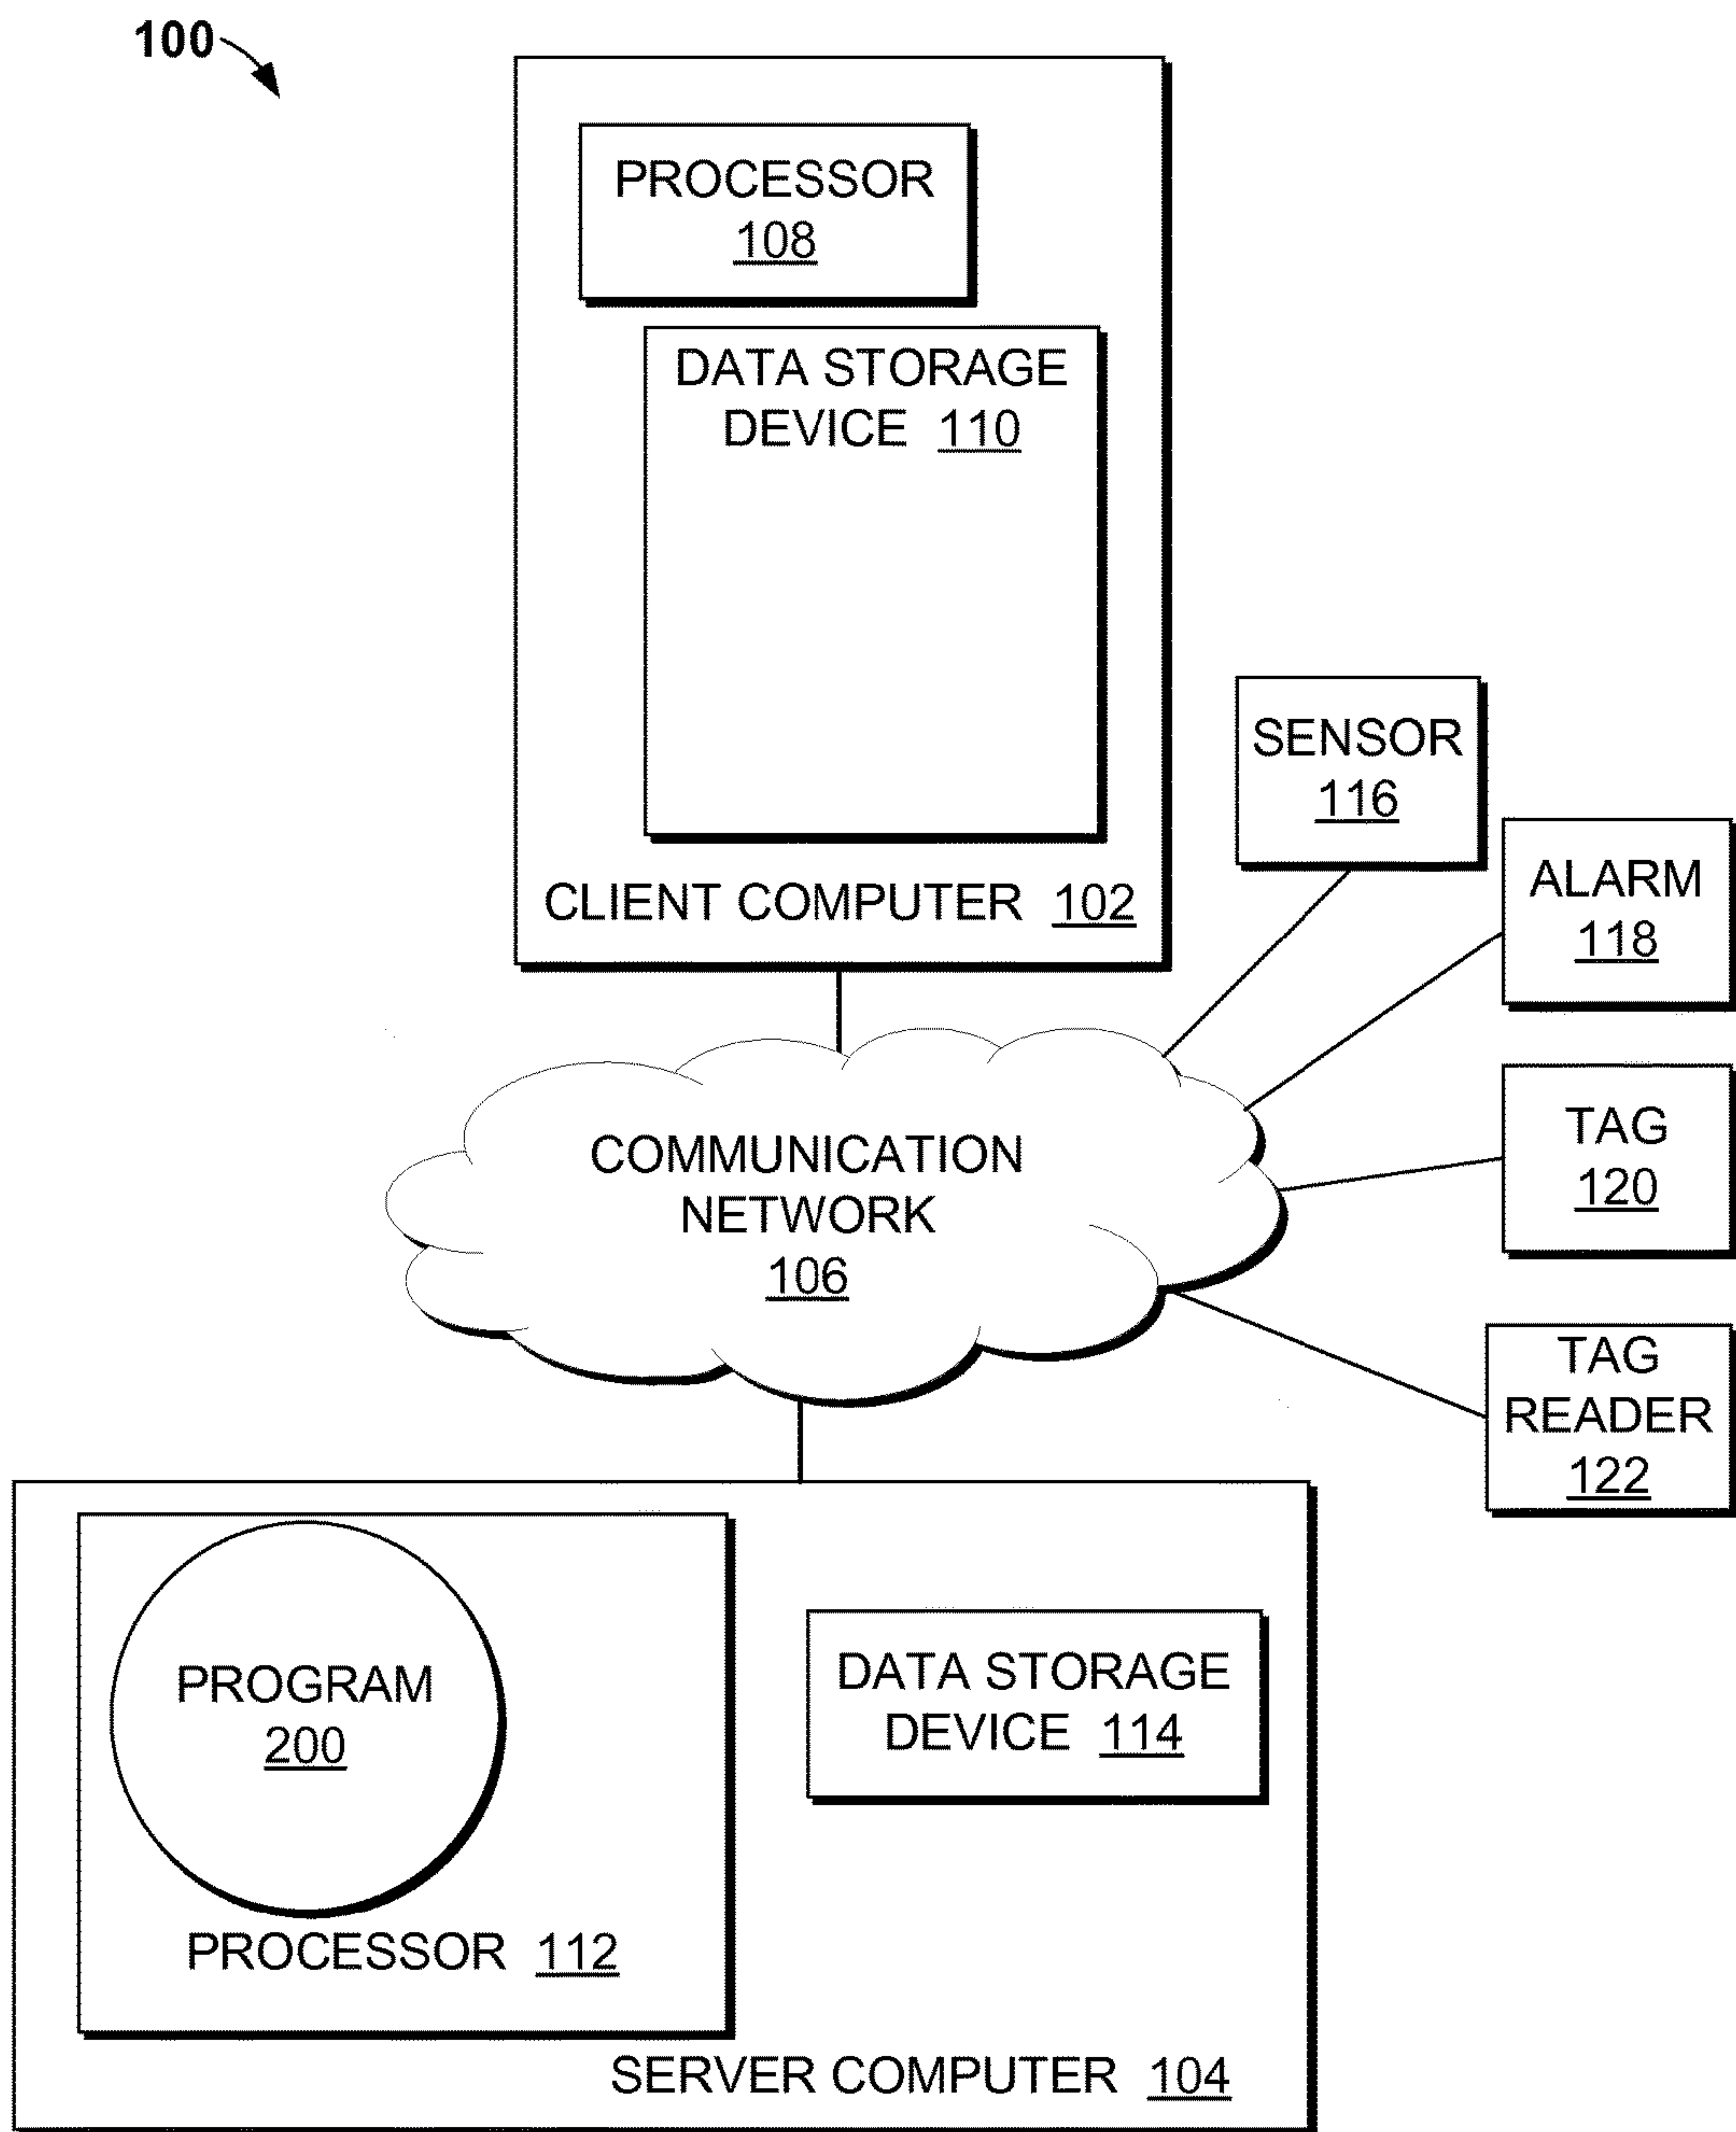 100
PROCESSOR
108
DATA STORAGE
DEVICE 110
CLIENT COMPUTER 102
SENSOR
116
ALARM
118
TAG
120
TAG
READER
122
COMMUNICATION
NETWORK
106
PROGRAM
200
PROCESSOR 112
DATA STORAGE
DEVICE 114
SERVER COMPUTER 104